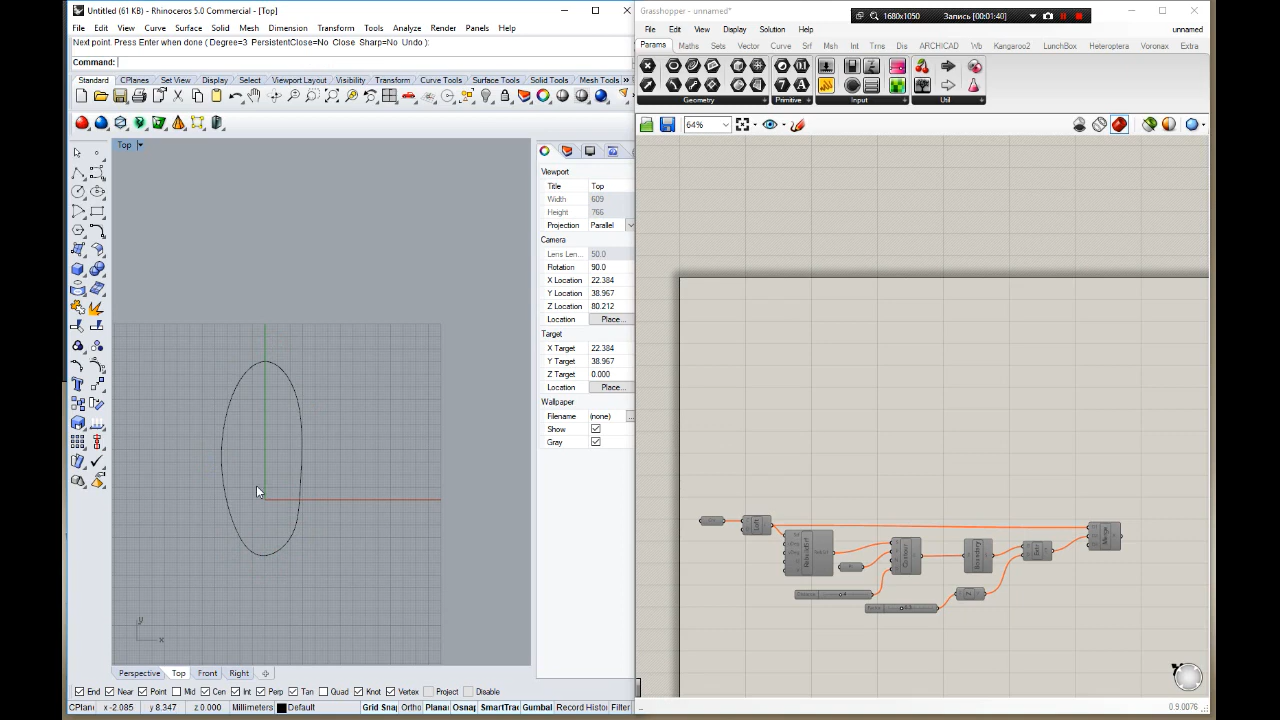 Untitled (61 KB) - Rhinoceros 5.0 Commercial - [Top]
File Edit View Curve Surface Solid Mesh Dimension Transform Tools Analyze Render Panels Help
Next point. Press Enter when done ( Degree=3 PersistentClose=No Close Sharp=No Undo ):
Command:
Standard CPlanes Set View Display Select Viewport Layout Visibility Transform Curve Tools Surface Tools Solid Tools Mesh Tools
Top
Viewport
Title Top
Width 609
Height 766
Projection Parallel
Camera
Lens Len... 50.0
Rotation 90.0
X Location 22.384
Y Location 38.967
Z Location 80.212
Location Place...
Target
X Target 22.384
Y Target 38.967
Z Target 0.000
Location Place...
Wallpaper
Filename (none) ...
Show
Gray
y
x
Perspective Top Front Right
End Near Point Mid Cen Int Perp Tan Quad Knot Vertex Project Disable
CPlane x -2.085 y 8.347 z 0.000 Millimeters Default Grid Snap Ortho Planar Osnap SmartTrac Gumbal Record History Filter
Grasshopper - unnamed*
1680x1050 Запись [00:01:40]
File Edit View Display Solution Help unnamed
Params Maths Sets Vector Curve Srf Msh Int Trns Dis ARCHICAD Wb Kangaroo2 LunchBox Heteroptera Voronax Extra
Geometry Primitive Input Util
64%
Loft
RebuildSrf
Contour
Boundary
Extr
Merge
Z
0.9.0076